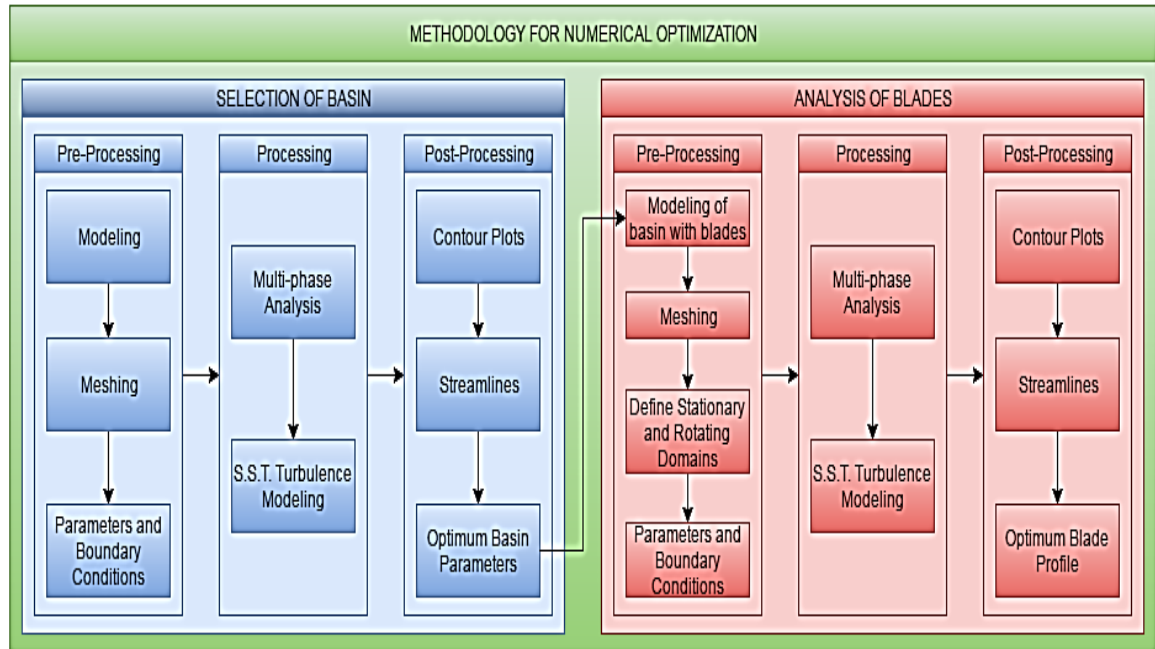 METHODOLOGY FOR NUMERICAL OPTIMIZATION
SELECTION OF BASIN
Pre-Processing
Modeling
Meshing
Parameters and
Boundary
Conditions
Processing
Multi-phase
Analysis
S.S.T. Turbulence
Modeling
Post-Processing
Contour Plots
Streamlines
Optimum Basin
Parameters
ANALYSIS OF BLADES
Pre-Processing
Modeling of
basin with blades
Meshing
Define Stationary
and Rotating
Domains
Parameters and
Boundary
Conditions
Processing
Multi-phase
Analysis
S.S.T. Turbulence
Modeling
Post-Processing
Contour Plots
Streamlines
Optimum Blade
Profile